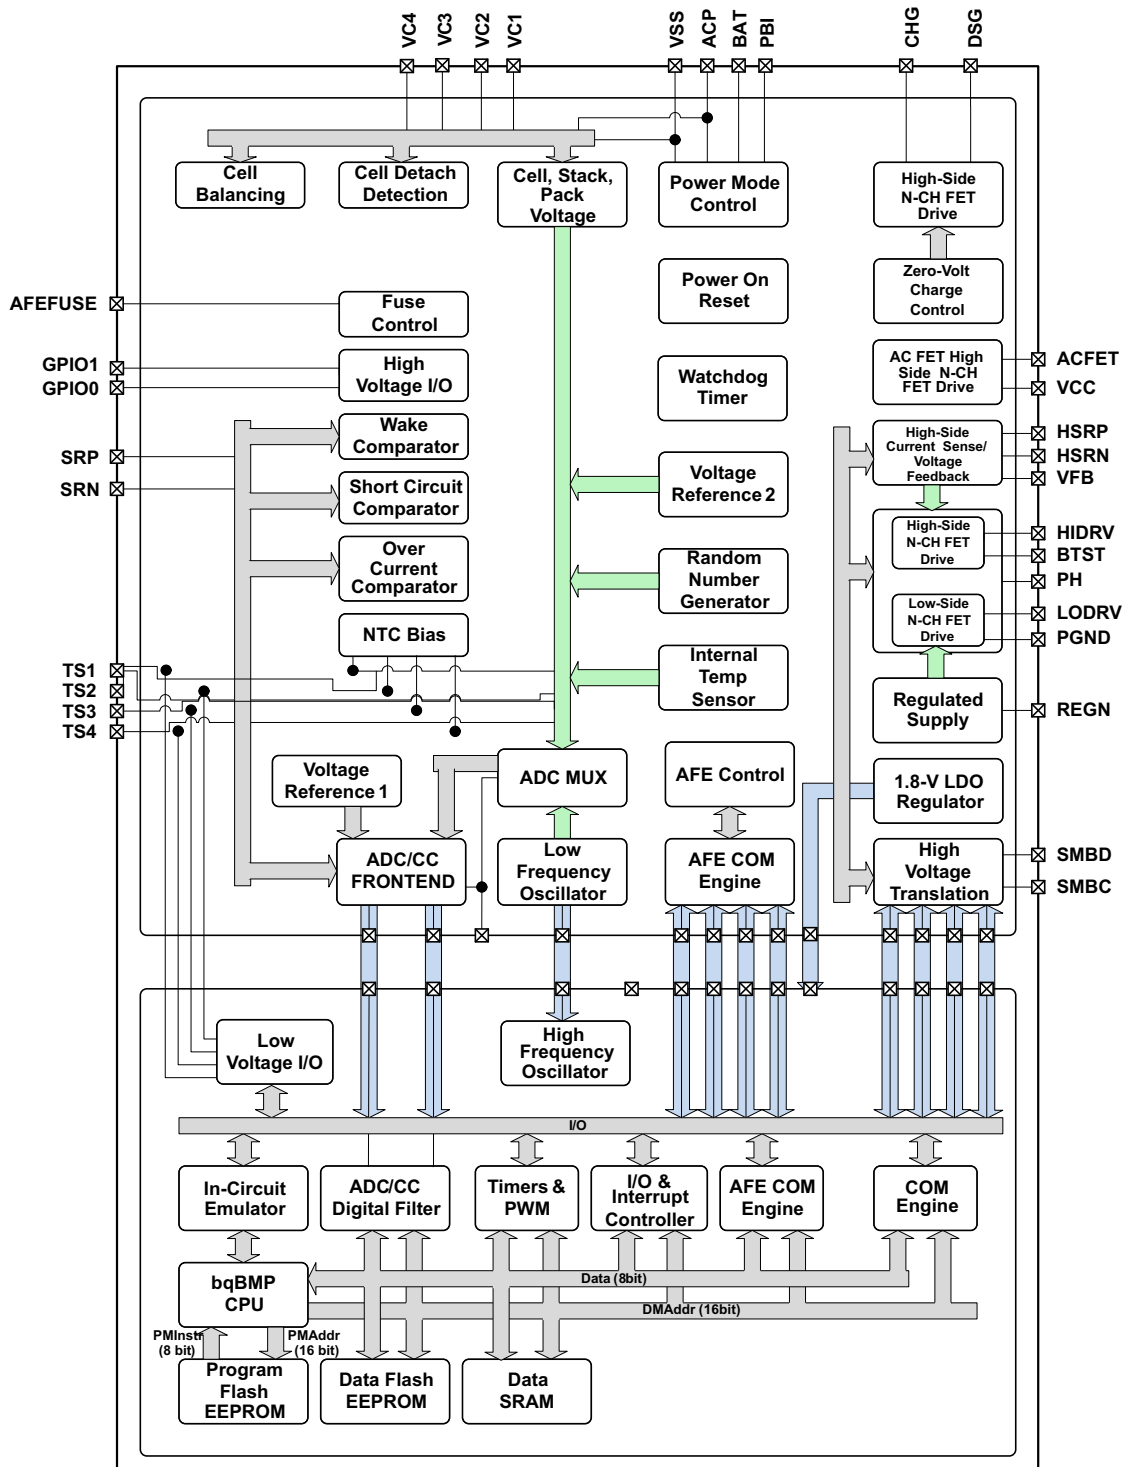 VC4
VC3
VC2
VC1
VSS
ACP
BAT
PBI
CHG
DSG
Cell
Balancing
Cell Detach
Detection
Cell, Stack,
Pack
Voltage
Power Mode
Control
High-Side
N-CH FET
Drive
Power On
Reset
Zero-Volt
Charge
Control
AFEFUSE
Fuse
Control
GPIO1
GPIO0
High
Voltage I/O
Watchdog
Timer
AC FET High
Side N-CH
FET Drive
ACFET
VCC
SRP
SRN
Wake
Comparator
High-Side
Current Sense/
Voltage
Feedback
HSRP
HSRN
VFB
Short Circuit
Comparator
Voltage
Reference 2
Over
Current
Comparator
Random
Number
Generator
High-Side
N-CH FET
Drive
HIDRV
BTST
PH
Low-Side
N-CH FET
Drive
LODRV
PGND
NTC Bias
Internal
Temp
Sensor
TS1
TS2
TS3
TS4
Regulated
Supply
REGN
Voltage
Reference 1
ADC MUX
AFE Control
1.8-V LDO
Regulator
ADC/CC
FRONTEND
Low
Frequency
Oscillator
AFE COM
Engine
High
Voltage
Translation
SMBD
SMBC
Low
Voltage I/O
High
Frequency
Oscillator
I/O
In-Circuit
Emulator
ADC/CC
Digital Filter
Timers &
PWM
I/O &
Interrupt
Controller
AFE COM
Engine
COM
Engine
bqBMP
CPU
Data (8bit)
DMAddr (16bit)
PMInstr
(8 bit)
PMAddr
(16 bit)
Program
Flash
EEPROM
Data Flash
EEPROM
Data
SRAM